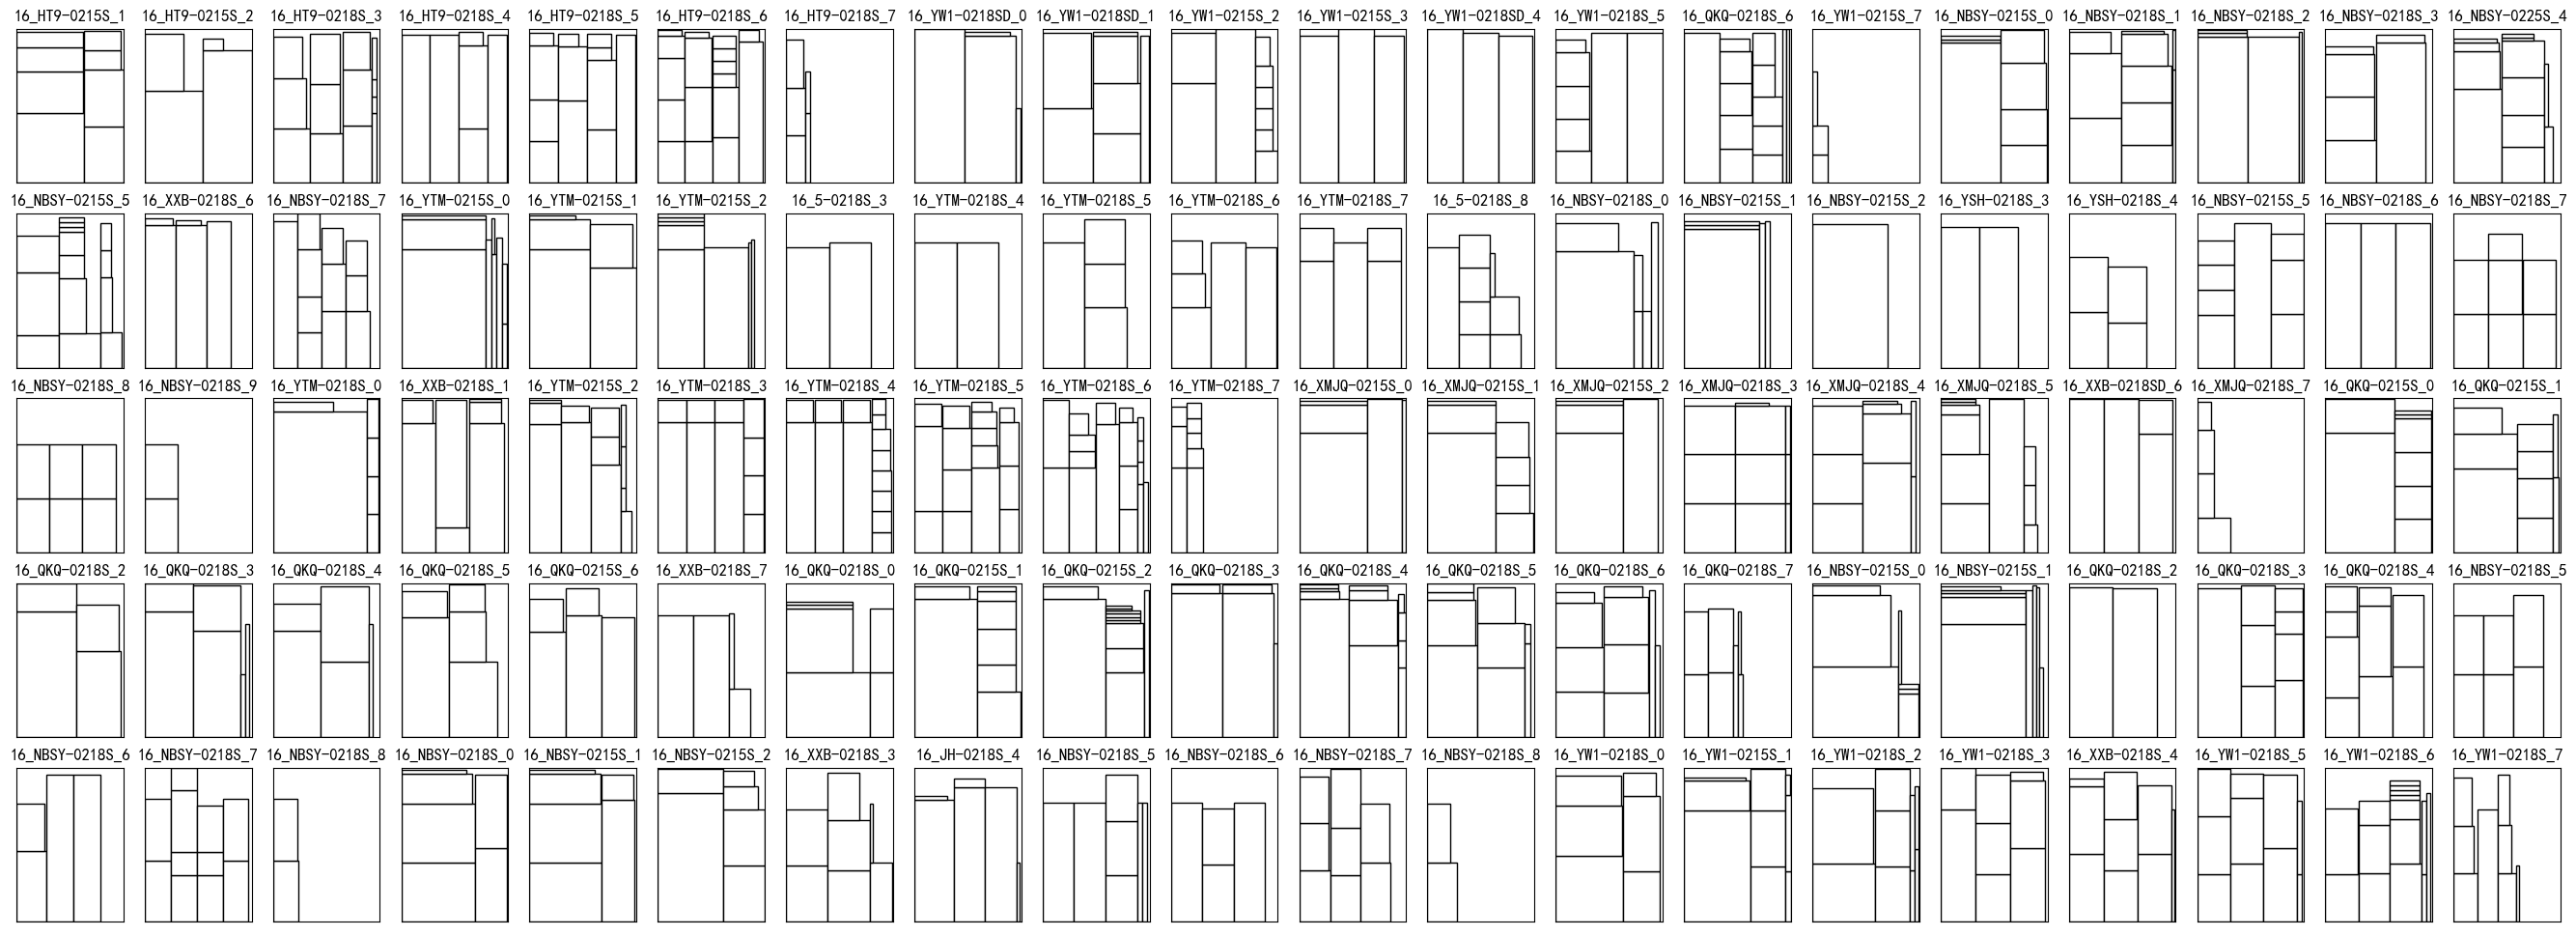 16_HT9-0215S_1 16_HT9-0215S_2 16_HT9-0218S_3 16_HT9-0218S_4 16_HT9-0218S_5 16_HT9-0218S_6 16_HT9-0218S_7 16_YW1-0218SD_0 16_YW1-0218SD_1 16_YW1-0215S_2 16_YW1-0215S_3 16_YW1-0218SD_4 16_YW1-0218S_5 16_QKQ-0218S_6 16_YW1-0215S_7 16_NBSY-0215S_0 16_NBSY-0218S_1 16_NBSY-0218S_2 16_NBSY-0218S_3 16_NBSY-0225S_4
16_NBSY-0215S_5 16_XXB-0218S_6 16_NBSY-0218S_7 16_YTM-0215S_0 16_YTM-0215S_1 16_YTM-0215S_2 16_5-0218S_3 16_YTM-0218S_4 16_YTM-0218S_5 16_YTM-0218S_6 16_YTM-0218S_7 16_5-0218S_8 16_NBSY-0218S_0 16_NBSY-0215S_1 16_NBSY-0215S_2 16_YSH-0218S_3 16_YSH-0218S_4 16_NBSY-0215S_5 16_NBSY-0218S_6 16_NBSY-0218S_7
16_NBSY-0218S_8 16_NBSY-0218S_9 16_YTM-0218S_0 16_XXB-0218S_1 16_YTM-0215S_2 16_YTM-0218S_3 16_YTM-0218S_4 16_YTM-0218S_5 16_YTM-0218S_6 16_YTM-0218S_7 16_XMJQ-0215S_0 16_XMJQ-0215S_1 16_XMJQ-0215S_2 16_XMJQ-0218S_3 16_XMJQ-0218S_4 16_XMJQ-0218S_5 16_XXB-0218SD_6 16_XMJQ-0218S_7 16_QKQ-0215S_0 16_QKQ-0215S_1
16_QKQ-0218S_2 16_QKQ-0218S_3 16_QKQ-0218S_4 16_QKQ-0218S_5 16_QKQ-0215S_6 16_XXB-0218S_7 16_QKQ-0218S_0 16_QKQ-0215S_1 16_QKQ-0215S_2 16_QKQ-0218S_3 16_QKQ-0218S_4 16_QKQ-0218S_5 16_QKQ-0218S_6 16_QKQ-0218S_7 16_NBSY-0215S_0 16_NBSY-0215S_1 16_QKQ-0218S_2 16_QKQ-0218S_3 16_QKQ-0218S_4 16_NBSY-0218S_5
16_NBSY-0218S_6 16_NBSY-0218S_7 16_NBSY-0218S_8 16_NBSY-0218S_0 16_NBSY-0215S_1 16_NBSY-0215S_2 16_XXB-0218S_3 16_JH-0218S_4 16_NBSY-0218S_5 16_NBSY-0218S_6 16_NBSY-0218S_7 16_NBSY-0218S_8 16_YW1-0218S_0 16_YW1-0215S_1 16_YW1-0218S_2 16_YW1-0218S_3 16_XXB-0218S_4 16_YW1-0218S_5 16_YW1-0218S_6 16_YW1-0218S_7